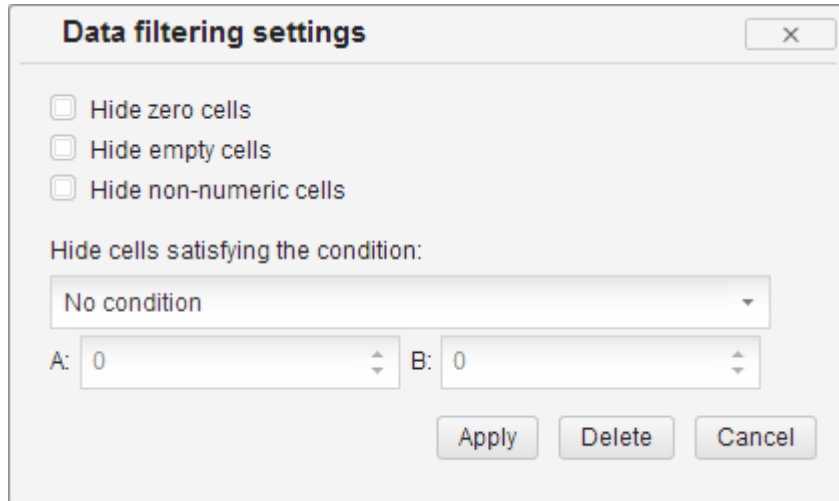 Data filtering settings
Hide zero cells
Hide empty cells
Hide non-numeric cells
Hide cells satisfying the condition:
No condition
A: 0 B: 0
Apply Delete Cancel